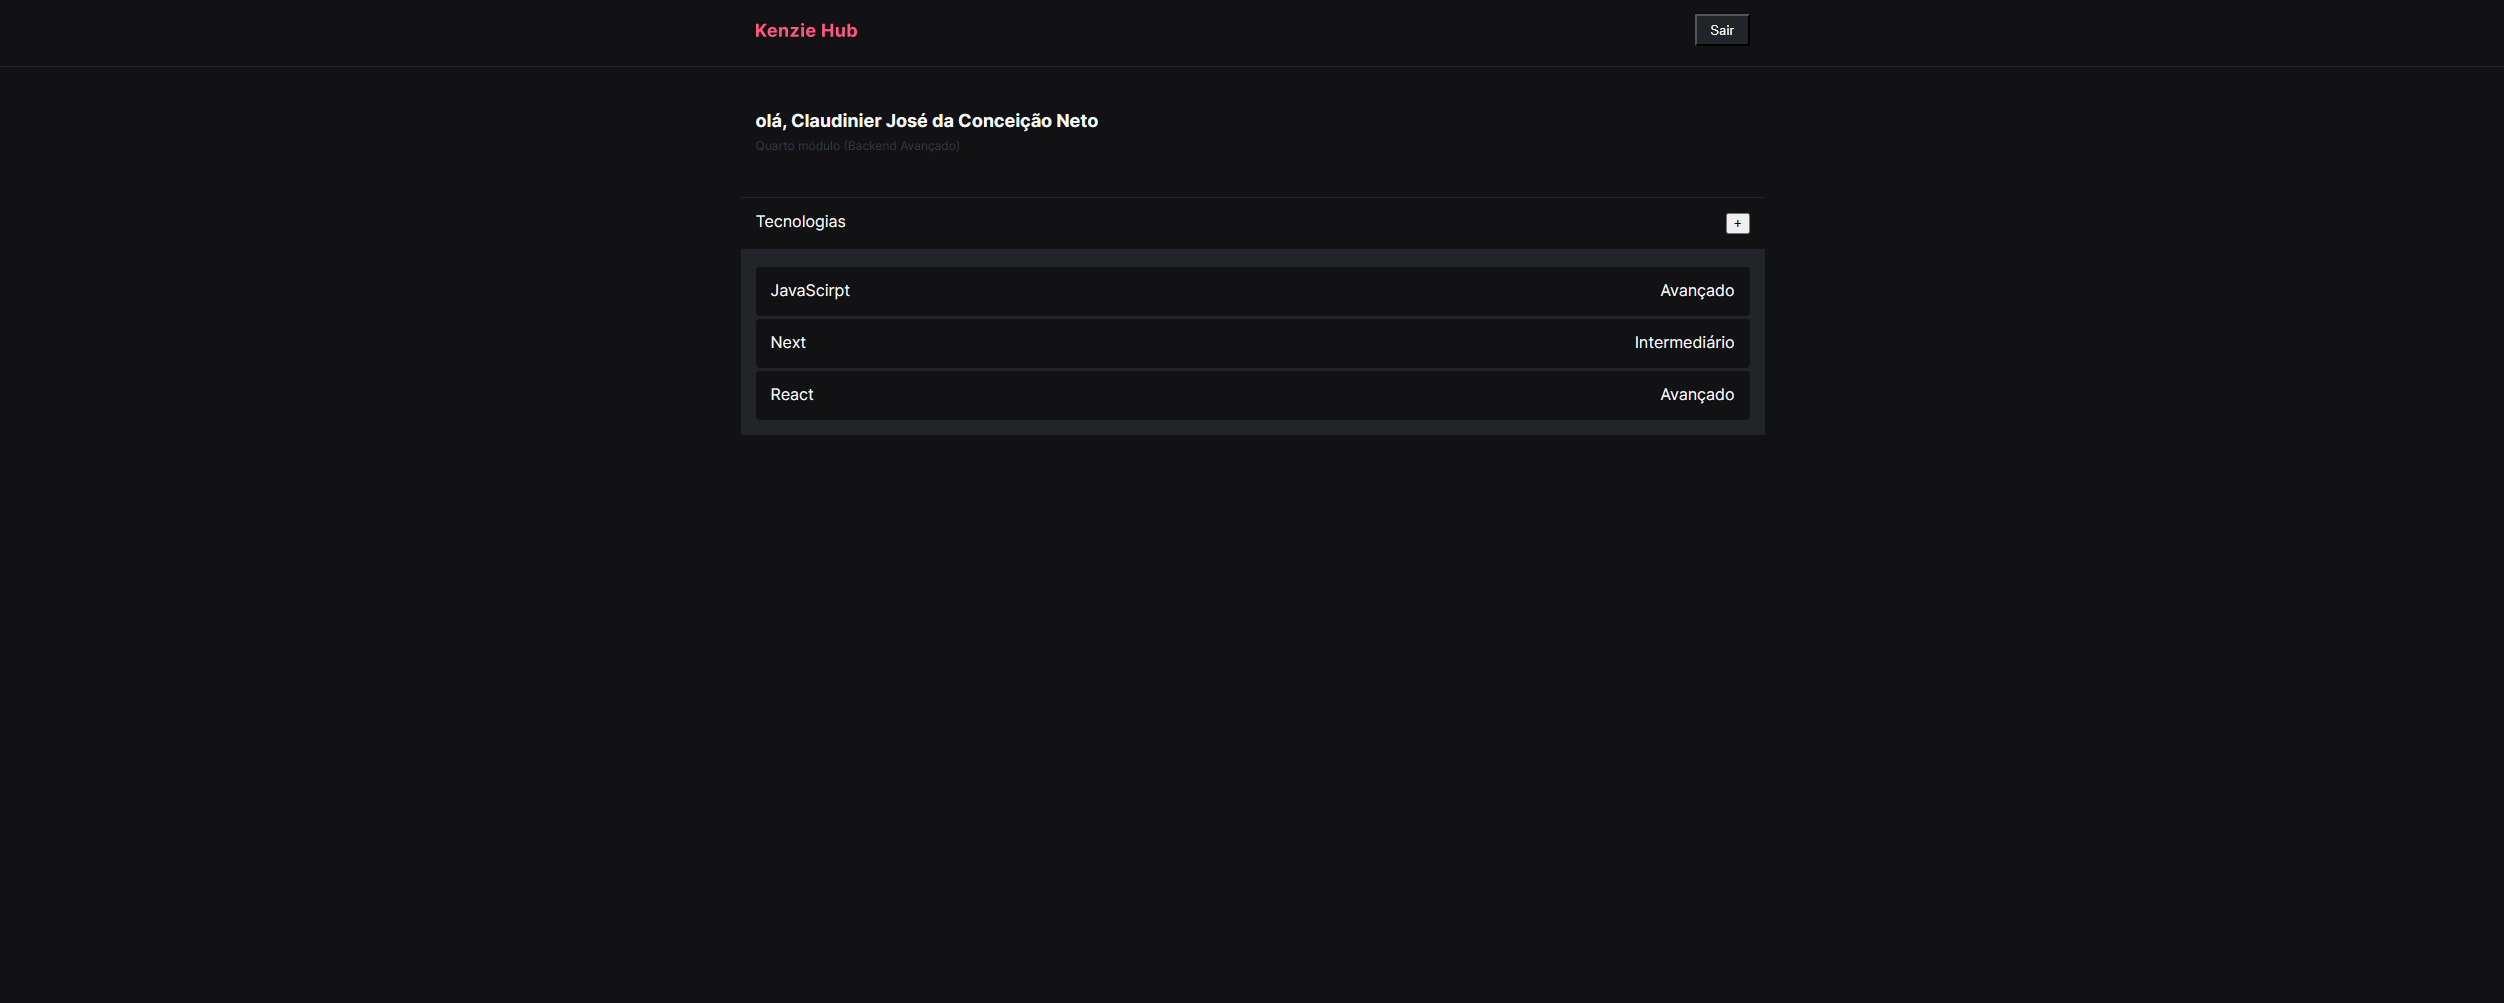 Kenzie Hub Sair
olá, Claudinier José da Conceição Neto
Quarto módulo (Backend Avançado)
Tecnologias +
JavaScirpt Avançado
Next Intermediário
React Avançado